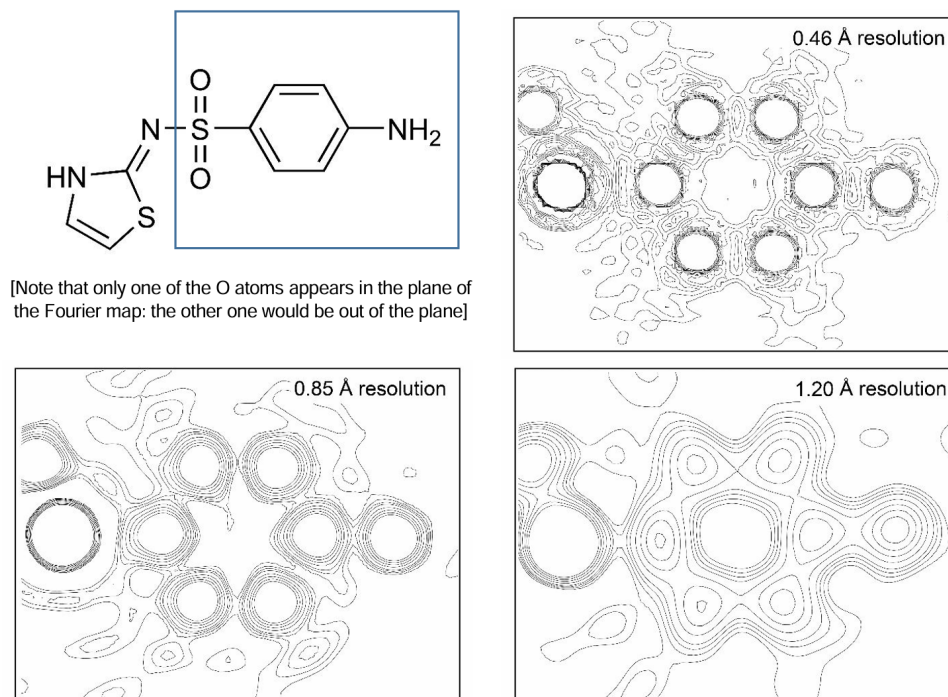 0.46 Å resolution
O
N
S
NH₂
HN
O
S
[Note that only one of the O atoms appears in the plane of
the Fourier map: the other one would be out of the plane]
0.85 Å resolution
1.20 Å resolution